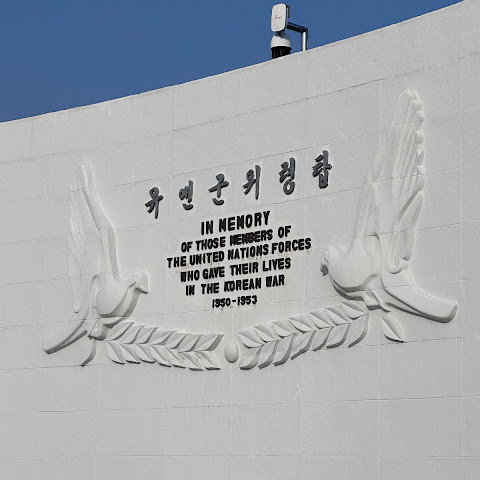 유엔군위령탑
IN MEMORY
OF THOSE MEMBERS OF
THE UNITED NATIONS FORCES
WHO GAVE THEIR LIVES
IN THE KOREAN WAR
1950-1953